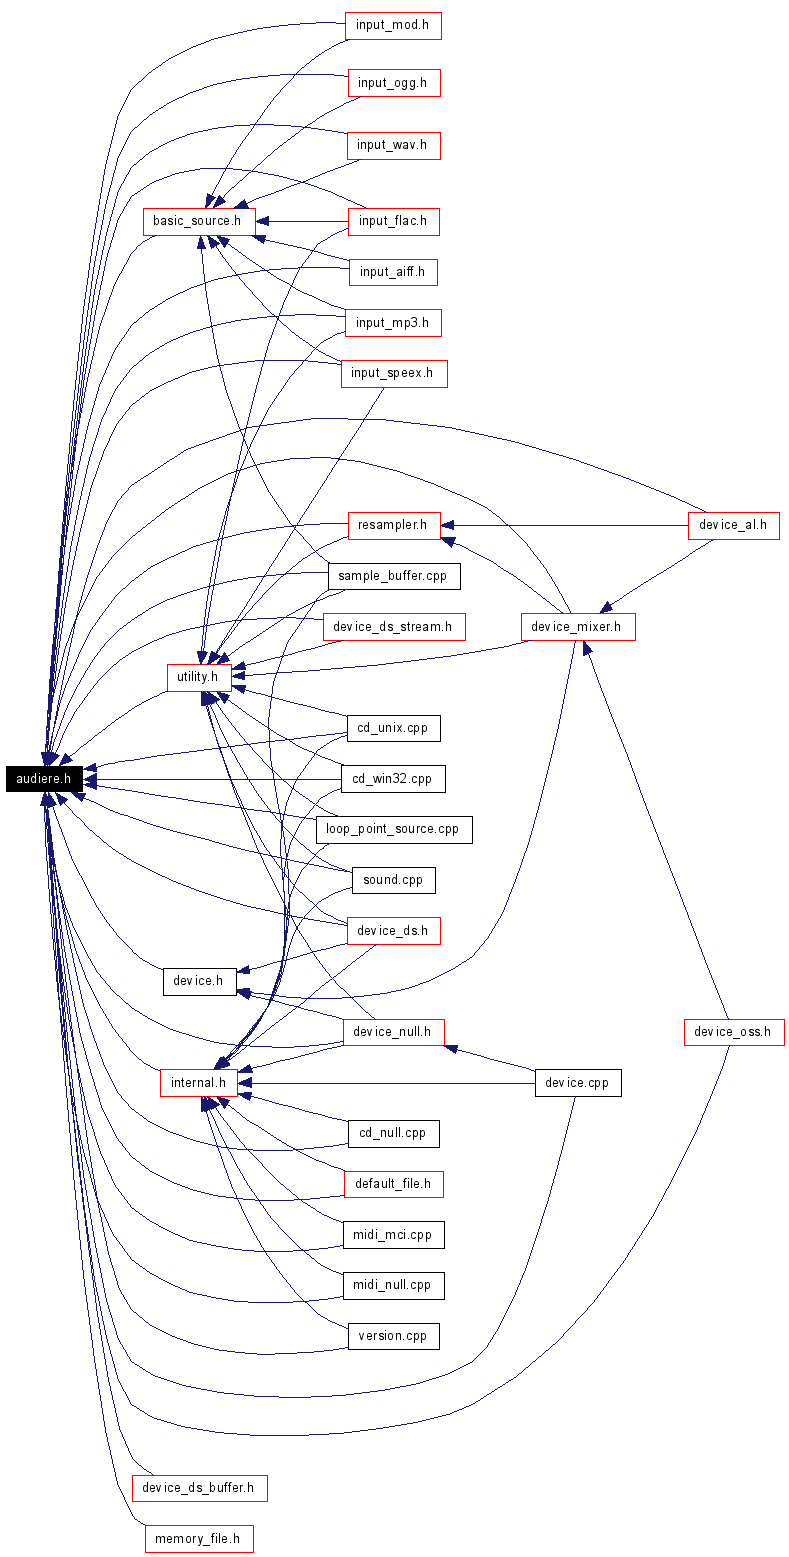 input_mod.h
input_ogg.h
input_wav.h
basic_source.h
input_flac.h
input_aiff.h
input_mp3.h
input_speex.h
resampler.h
device_al.h
sample_buffer.cpp
device_ds_stream.h
device_mixer.h
utility.h
cd_unix.cpp
audiere.h
cd_win32.cpp
loop_point_source.cpp
sound.cpp
device_ds.h
device.h
device_null.h
device_oss.h
internal.h
device.cpp
cd_null.cpp
default_file.h
midi_mci.cpp
midi_null.cpp
version.cpp
device_ds_buffer.h
memory_file.h